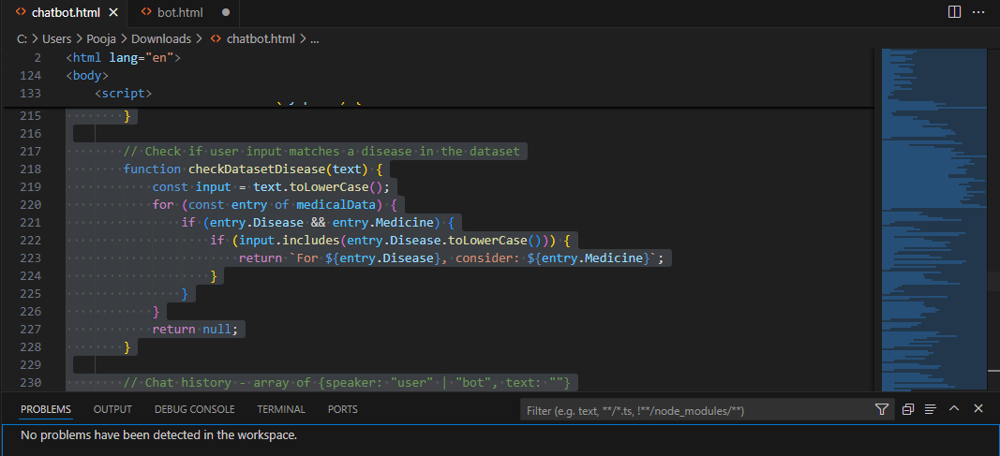 chatbot.html
bot.html
C: > Users > Pooja > Downloads > chatbot.html > ...
2 <html lang="en">
124 <body>
133 <script>
215 }
216
217 // Check if user input matches a disease in the dataset
218 function checkDatasetDisease(text) {
219 const input = text.toLowerCase();
220 for (const entry of medicalData) {
221 if (entry.Disease && entry.Medicine) {
222 if (input.includes(entry.Disease.toLowerCase())) {
223 return `For ${entry.Disease}, consider: ${entry.Medicine}`;
224 }
225 }
226 }
227 return null;
228 }
229
230 // Chat history - array of {speaker: "user" | "bot", text: ""}
PROBLEMS OUTPUT DEBUG CONSOLE TERMINAL PORTS Filter (e.g. text, **/*.ts, !**/node_modules/**)
No problems have been detected in the workspace.